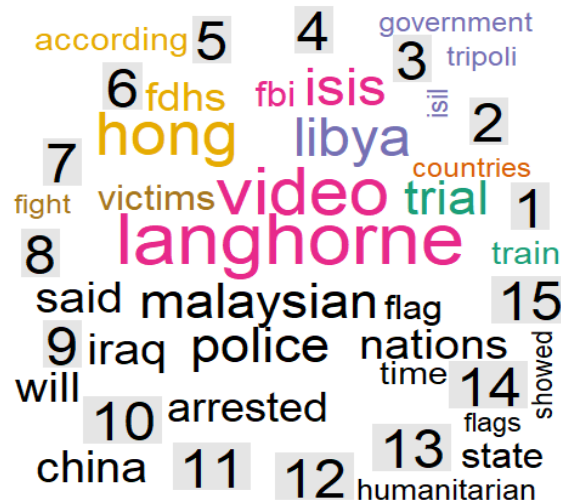 according 5 4 government
6 fdhs fbi isis 3 tripoli
hong libya isil 2
7 countries
fight victims video trial 1
8 langhorne train
said malaysian flag 15
9 iraq police nations showed
will time 14
10 arrested flags
china 11 12 13 state
humanitarian